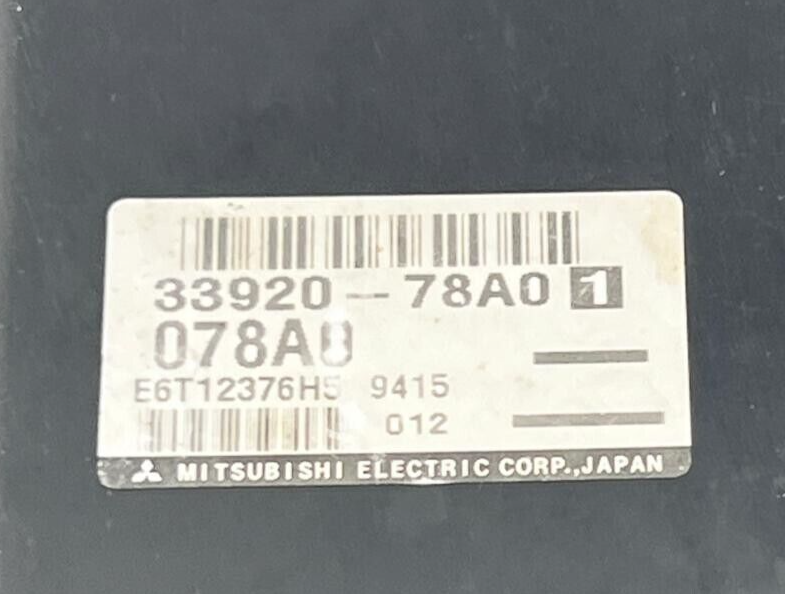 33920-78A0 1
078A0
E6T12376H5 9415
012
MITSUBISHI ELECTRIC CORP.,JAPAN